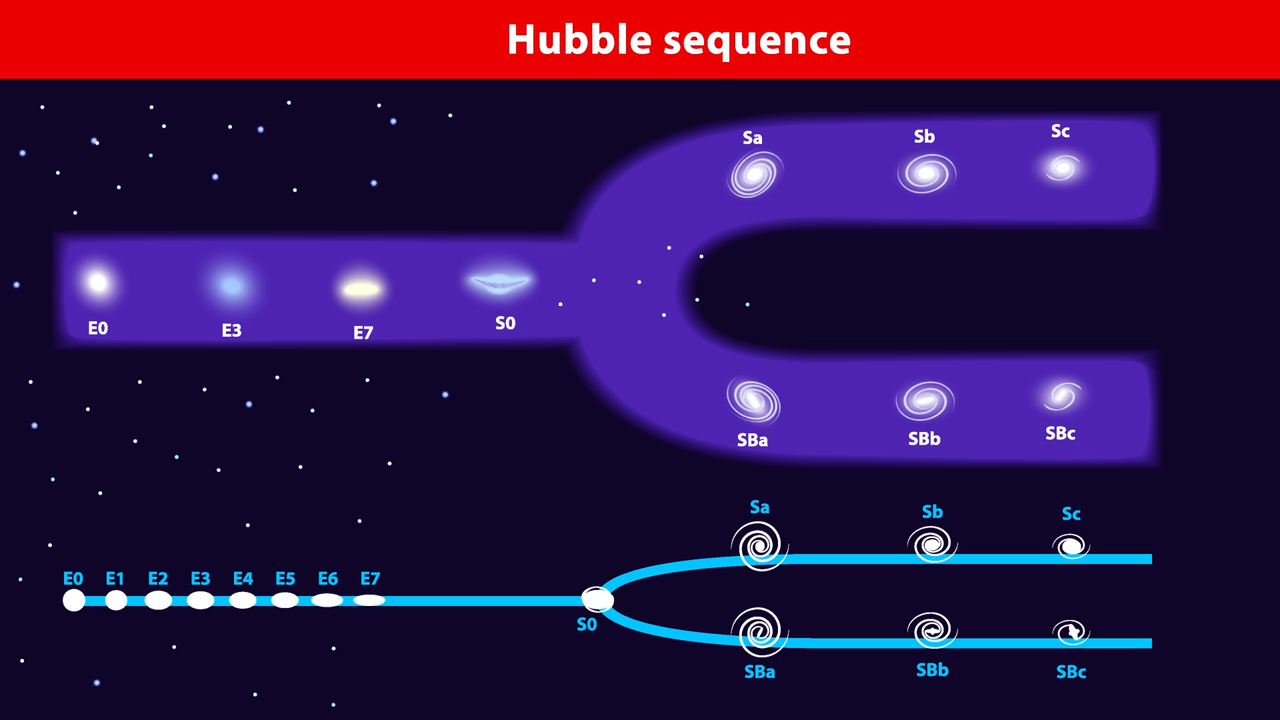 Hubble sequence
Sa Sb Sc
E0 E3 E7 S0
SBa SBb SBc
Sa Sb Sc
E0 E1 E2 E3 E4 E5 E6 E7
S0
SBa SBb SBc